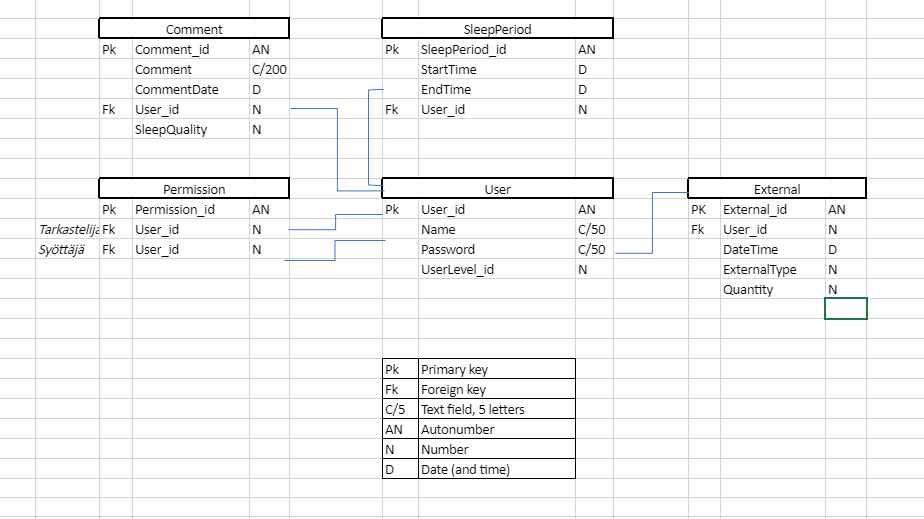 Comment
Pk Comment_id AN
Comment C/200
CommentDate D
Fk User_id N
SleepQuality N
SleepPeriod
Pk SleepPeriod_id AN
StartTime D
EndTime D
Fk User_id N
Permission
Pk Permission_id AN
Tarkastelija Fk User_id N
Syöttäjä Fk User_id N
User
Pk User_id AN
Name C/50
Password C/50
UserLevel_id N
External
PK External_id AN
Fk User_id N
DateTime D
ExternalType N
Quantity N
Pk Primary key
Fk Foreign key
C/5 Text field, 5 letters
AN Autonumber
N Number
D Date (and time)